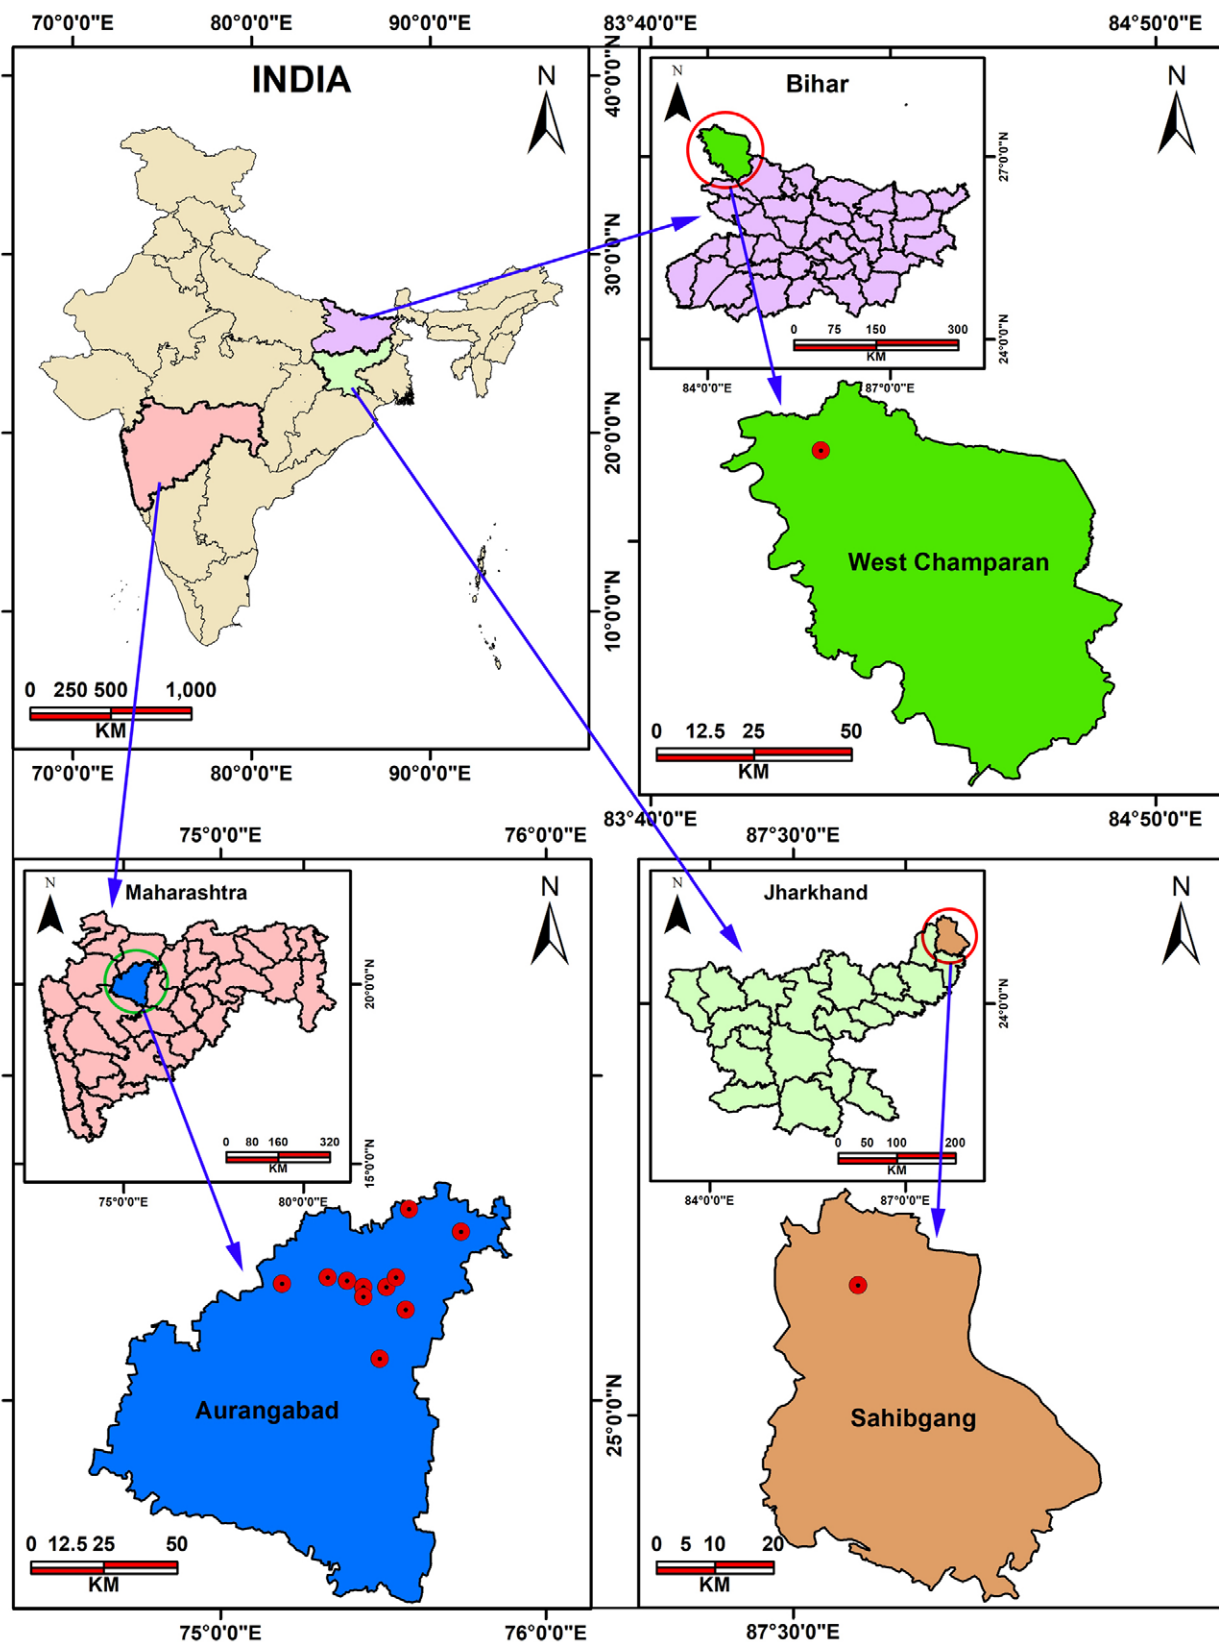 70°0'0"E 80°0'0"E 90°0'0"E
INDIA
N
40°0'0"N
30°0'0"N
20°0'0"N
10°0'0"N
0 250 500 1,000
KM
70°0'0"E 80°0'0"E 90°0'0"E
83°40'0"E 84°50'0"E
N
Bihar
N
27°0'0"N
24°0'0"N
0 75 150 300
KM
84°0'0"E 87°0'0"E
West Champaran
0 12.5 25 50
KM
83°40'0"E 84°50'0"E
75°0'0"E 76°0'0"E
N
Maharashtra
N
20°0'0"N
15°0'0"N
0 80 160 320
KM
75°0'0"E 80°0'0"E
Aurangabad
0 12.5 25 50
KM
75°0'0"E 76°0'0"E
87°30'0"E
N
Jharkhand
N
24°0'0"N
0 50 100 200
KM
84°0'0"E 87°0'0"E
25°0'0"N
Sahibgang
0 5 10 20
KM
87°30'0"E